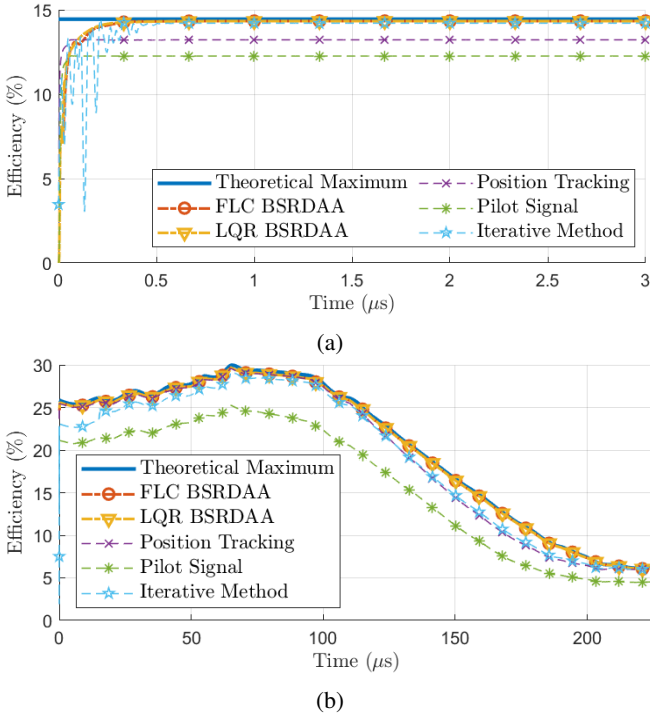 15
10
5
0
Efficiency (%)
Theoretical Maximum
FLC BSRDAA
LQR BSRDAA
Position Tracking
Pilot Signal
Iterative Method
0 0.5 1 1.5 2 2.5 3
Time (μs)
(a)
30
25
20
15
10
5
0
Efficiency (%)
Theoretical Maximum
FLC BSRDAA
LQR BSRDAA
Position Tracking
Pilot Signal
Iterative Method
0 50 100 150 200
Time (μs)
(b)